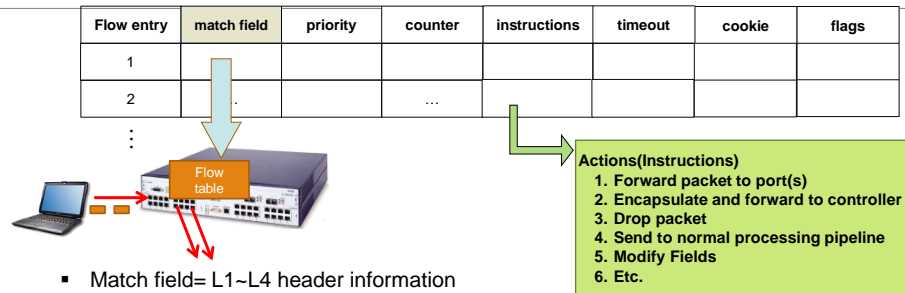 Flow entry match field priority counter instructions timeout cookie flags
1
2 … …
⋮
Flow
table
Actions(Instructions)
1. Forward packet to port(s)
2. Encapsulate and forward to controller
3. Drop packet
4. Send to normal processing pipeline
5. Modify Fields
6. Etc.
▪ Match field= L1~L4 header information